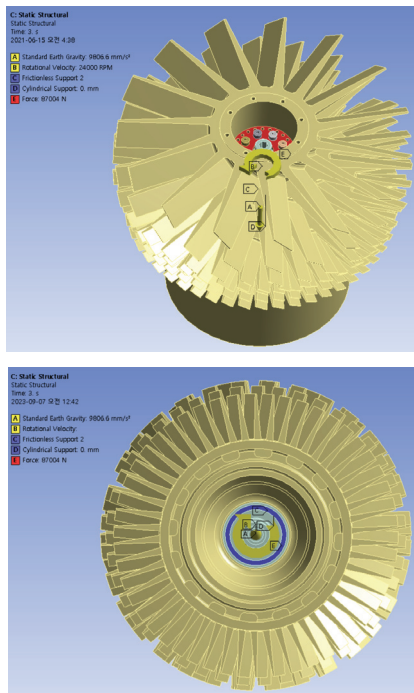 C: Static Structural
Static Structural
Time: 3. s
2021-06-15 오전 4:38
A Standard Earth Gravity: 9806.6 mm/s²
B Rotational Velocity: 24000 RPM
C Frictionless Support 2
D Cylindrical Support: 0. mm
E Force: 87004 N
E
B
C
A
D
C: Static Structural
Static Structural
Time: 3. s
2023-09-07 오전 12:42
A Standard Earth Gravity: 9806.6 mm/s²
B Rotational Velocity:
C Frictionless Support 2
D Cylindrical Support: 0. mm
E Force: 87004 N
C
B D
A
E